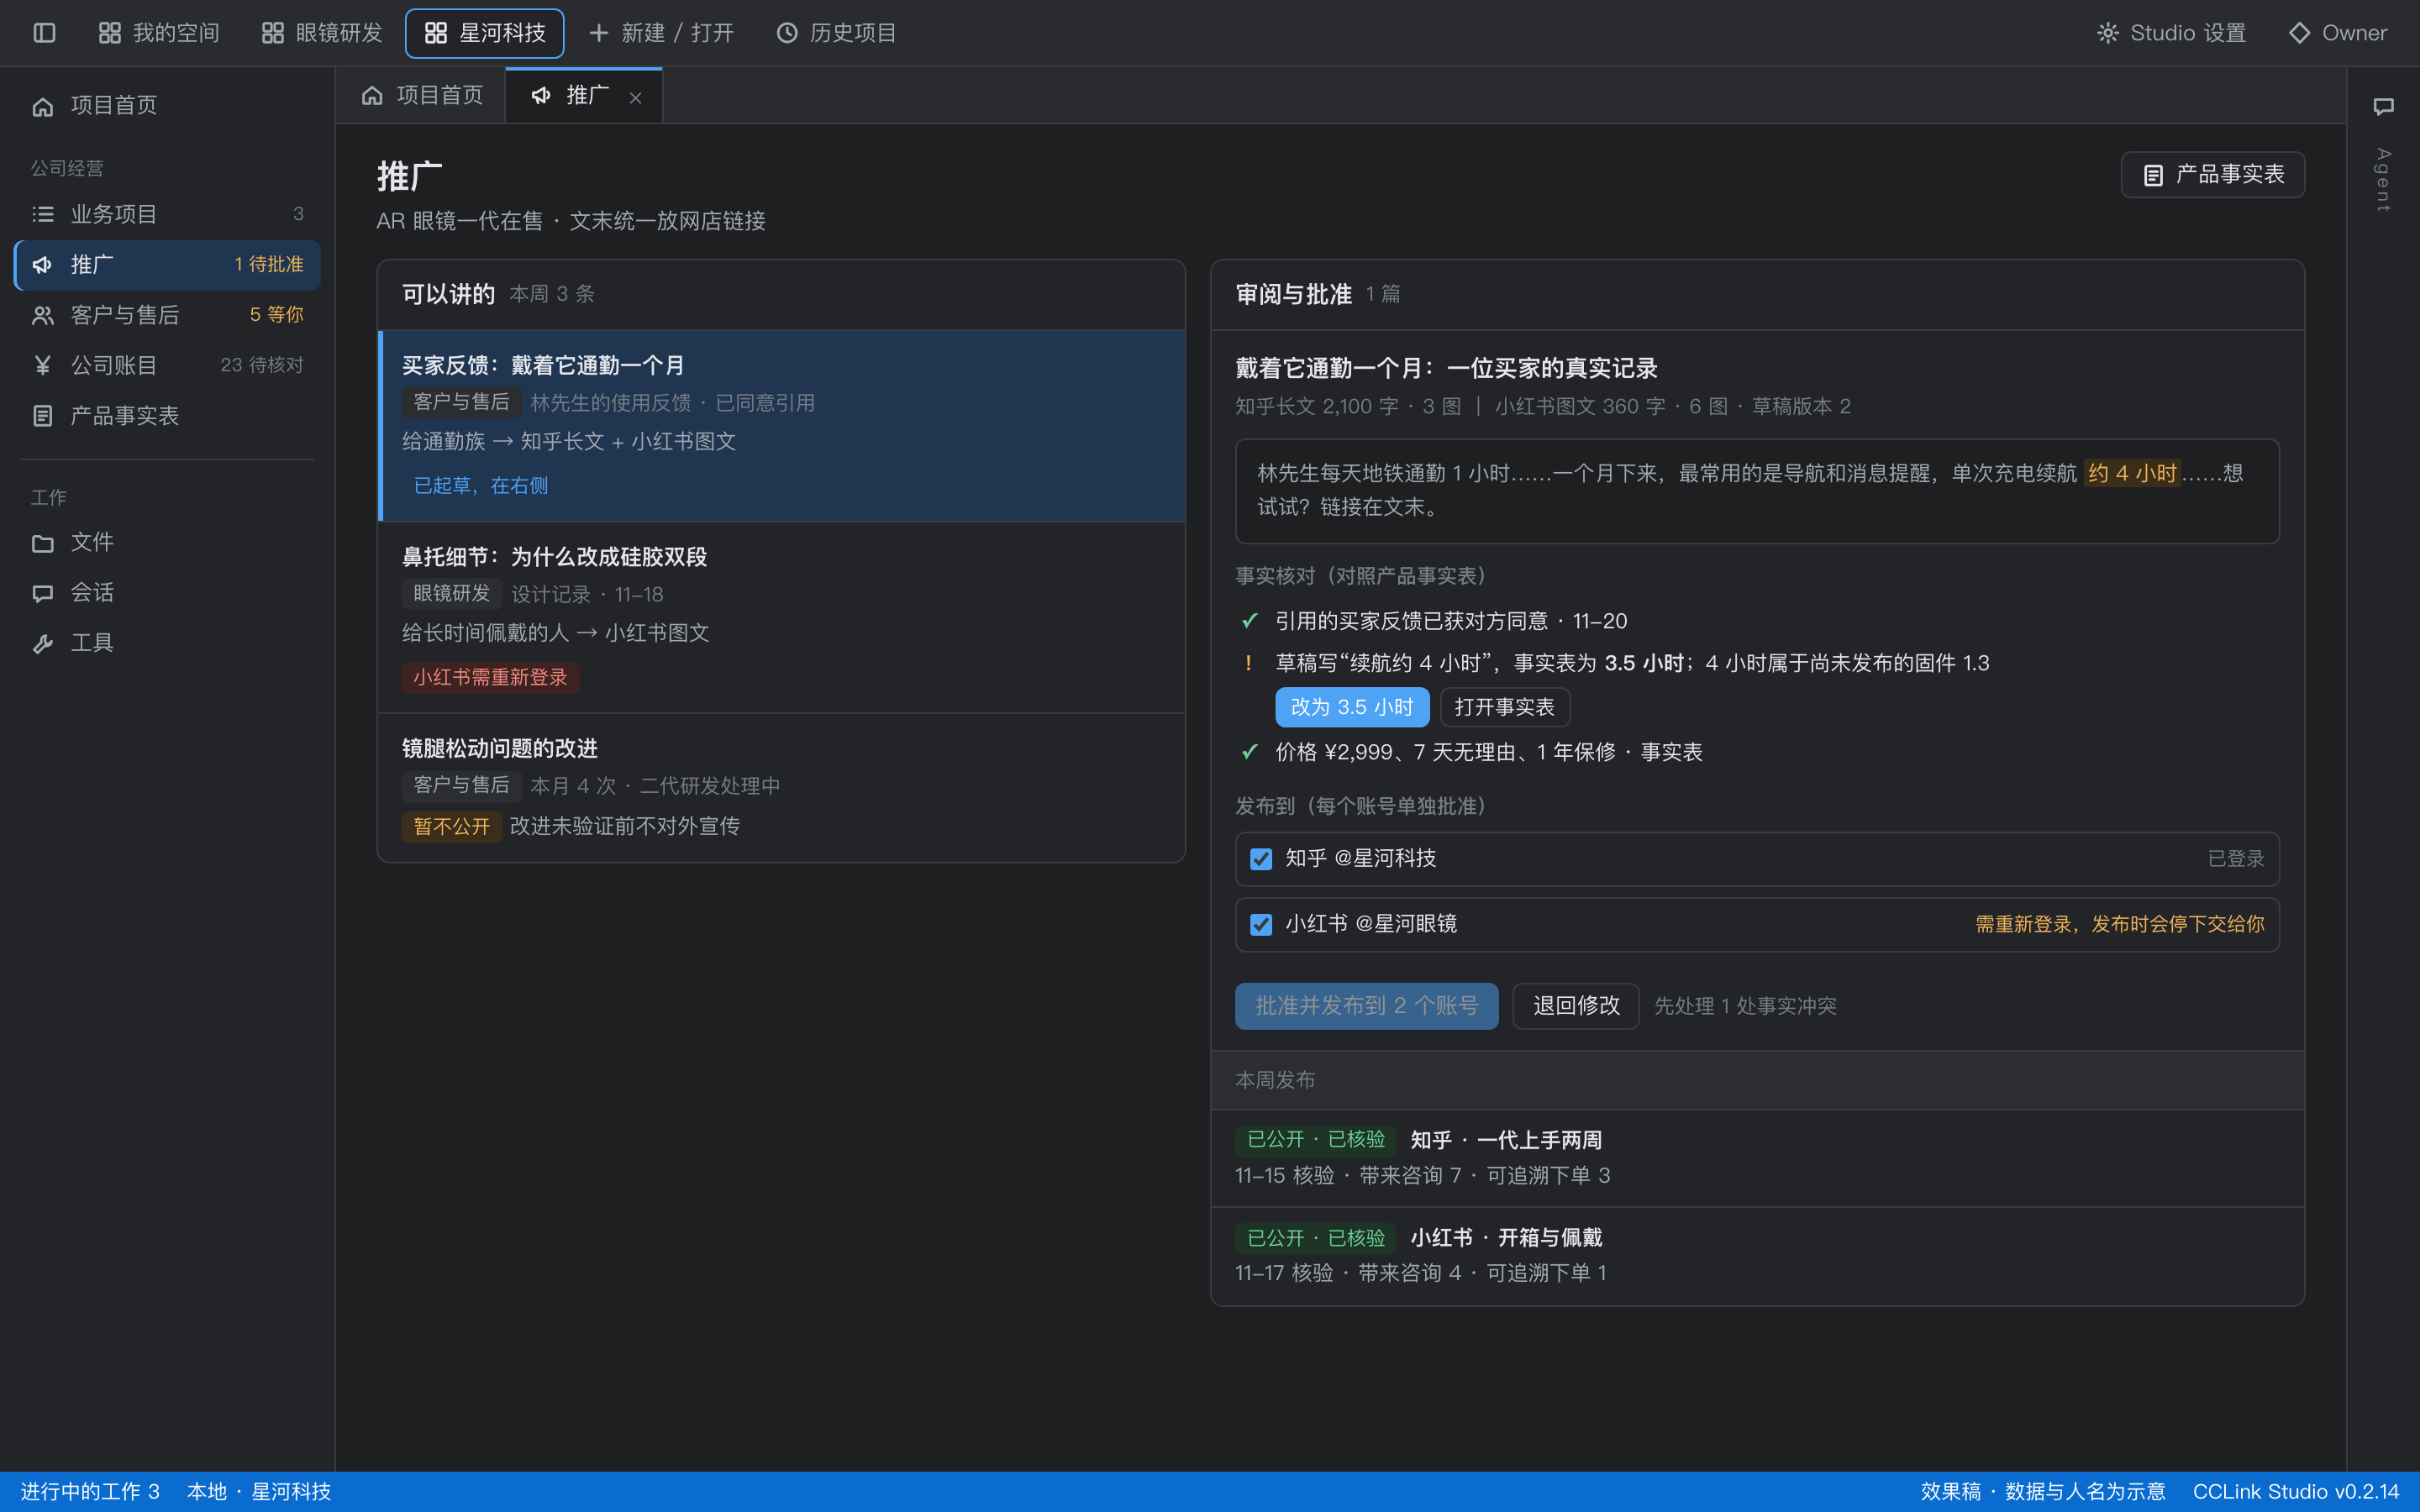 我的空间
眼镜研发
星河科技
新建 / 打开
历史项目
Studio 设置
Owner
项目首页
公司经营
业务项目 3
推广 1 待批准
客户与售后 5 等你
公司账目 23 待核对
产品事实表
工作
文件
会话
工具
项目首页
推广
Agent
推广
AR 眼镜一代在售 · 文末统一放网店链接
产品事实表
可以讲的 本周 3 条
买家反馈：戴着它通勤一个月
客户与售后 林先生的使用反馈 · 已同意引用
给通勤族 → 知乎长文 + 小红书图文
已起草，在右侧
鼻托细节：为什么改成硅胶双段
眼镜研发 设计记录 · 11-18
给长时间佩戴的人 → 小红书图文
小红书需重新登录
镜腿松动问题的改进
客户与售后 本月 4 次 · 二代研发处理中
暂不公开 改进未验证前不对外宣传
审阅与批准 1 篇
戴着它通勤一个月：一位买家的真实记录
知乎长文 2,100 字 · 3 图 ｜ 小红书图文 360 字 · 6 图 · 草稿版本 2
林先生每天地铁通勤 1 小时……一个月下来，最常用的是导航和消息提醒，单次充电续航 约 4 小时……想
试试？链接在文末。
事实核对（对照产品事实表）
✓ 引用的买家反馈已获对方同意 · 11-20
! 草稿写“续航约 4 小时”，事实表为 3.5 小时；4 小时属于尚未发布的固件 1.3
改为 3.5 小时
打开事实表
✓ 价格 ¥2,999、7 天无理由、1 年保修 · 事实表
发布到（每个账号单独批准）
知乎 @星河科技 已登录
小红书 @星河眼镜 需重新登录，发布时会停下交给你
批准并发布到 2 个账号
退回修改
先处理 1 处事实冲突
本周发布
已公开 · 已核验 知乎 · 一代上手两周
11-15 核验 · 带来咨询 7 · 可追溯下单 3
已公开 · 已核验 小红书 · 开箱与佩戴
11-17 核验 · 带来咨询 4 · 可追溯下单 1
进行中的工作 3
本地 · 星河科技
效果稿 · 数据与人名为示意
CCLink Studio v0.2.14